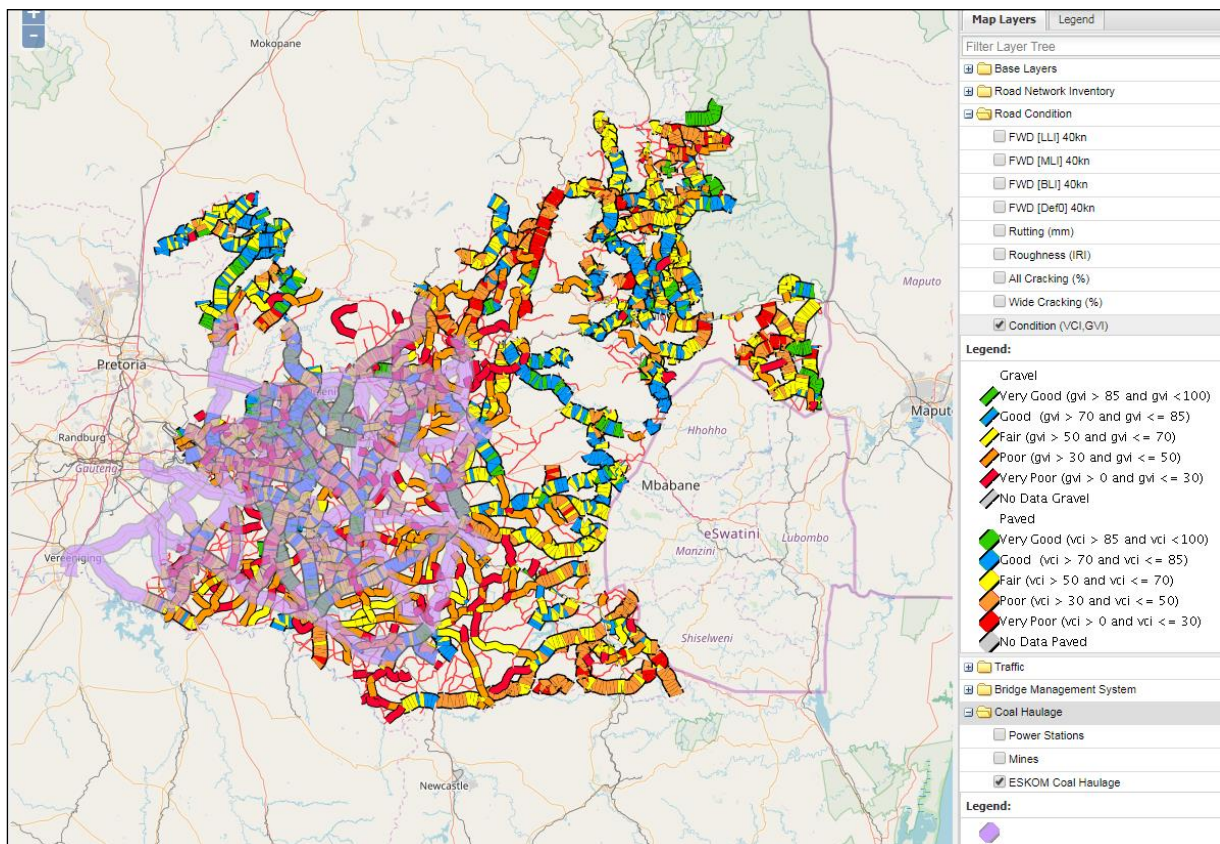 +
-
Mokopane
Pretoria
Randburg
Gauteng
Vereeniging
Maputo
Maputo
Hhohho
Mbabane
eSwatini
Manzini
Lubombo
Shiselweni
Newcastle
Map Layers
Legend
Filter Layer Tree
Base Layers
Road Network Inventory
Road Condition
FWD [LLI] 40kn
FWD [MLI] 40kn
FWD [BLI] 40kn
FWD [Def0] 40kn
Rutting (mm)
Roughness (IRI)
All Cracking (%)
Wide Cracking (%)
Condition (VCI,GVI)
Legend:
Gravel
Very Good (gvi > 85 and gvi <100)
Good (gvi > 70 and gvi <= 85)
Fair (gvi > 50 and gvi <= 70)
Poor (gvi > 30 and gvi <= 50)
Very Poor (gvi > 0 and gvi <= 30)
No Data Gravel
Paved
Very Good (vci > 85 and vci <100)
Good (vci > 70 and vci <= 85)
Fair (vci > 50 and vci <= 70)
Poor (vci > 30 and vci <= 50)
Very Poor (vci > 0 and vci <= 30)
No Data Paved
Traffic
Bridge Management System
Coal Haulage
Power Stations
Mines
ESKOM Coal Haulage
Legend: